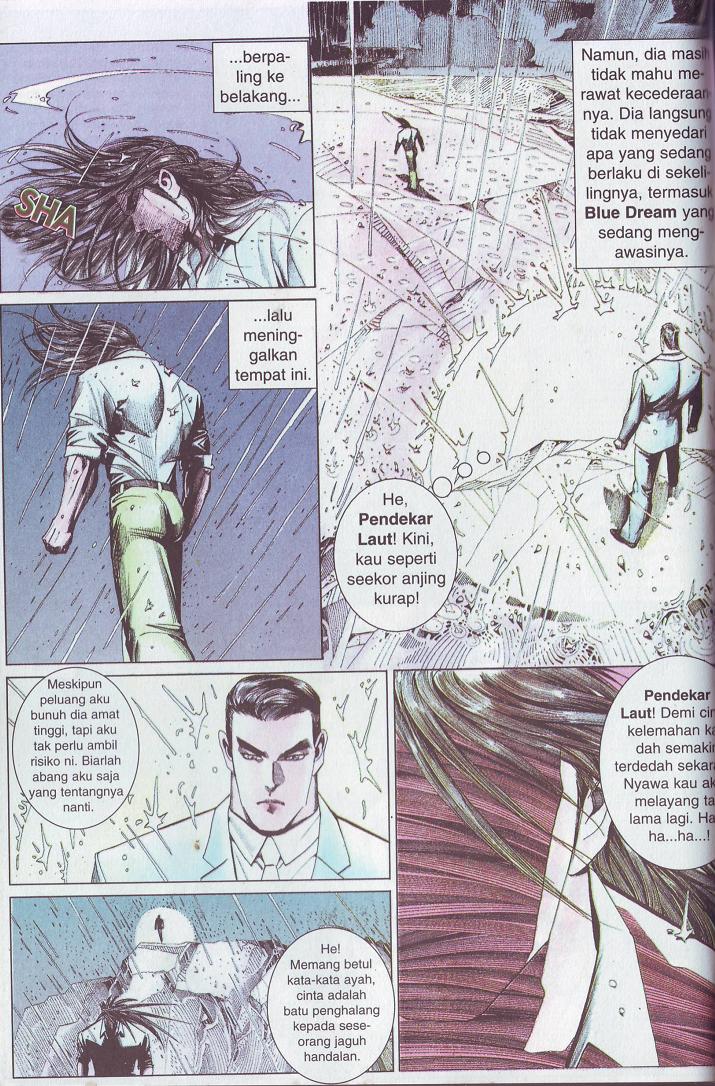 ...berpa-
ling ke
belakang...
SHA
...lalu
mening-
galkan
tempat ini.
Namun, dia masih
tidak mahu me-
rawat kecederaan-
nya. Dia langsung
tidak menyedari
apa yang sedang
berlaku di sekeli-
lingnya, termasuk
Blue Dream yang
sedang meng-
awasinya.
He,
Pendekar
Laut! Kini,
kau seperti
seekor anjing
kurap!
Meskipun
peluang aku
bunuh dia amat
tinggi, tapi aku
tak perlu ambil
risiko ni. Biarlah
abang aku saja
yang tentangnya
nanti.
Pendekar
Laut! Demi
kelemahan
dah
terdedah
Nyawa kau
melayang
lama lagi.
ha...ha...!
He!
Memang betul
kata-kata ayah,
cinta adalah
batu penghalang
kepada sese-
orang jaguh
handalan.